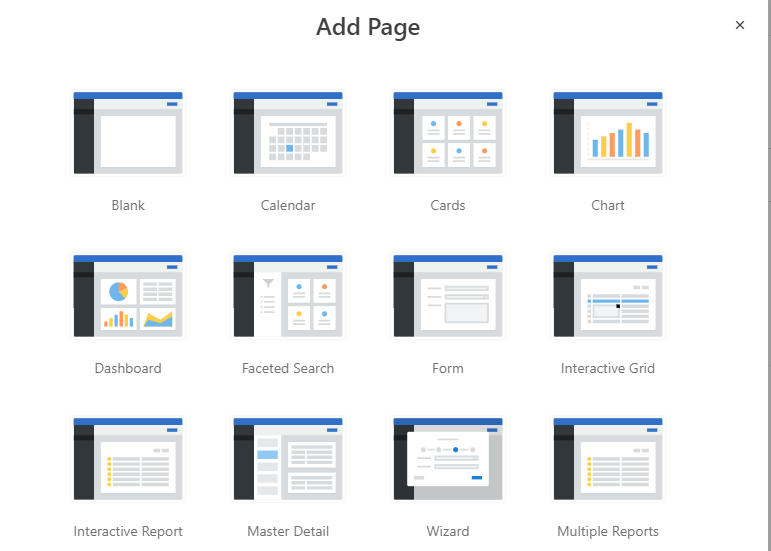 Add Page
×
Blank
Calendar
Cards
Chart
Dashboard
Faceted Search
Form
Interactive Grid
Interactive Report
Master Detail
Wizard
Multiple Reports